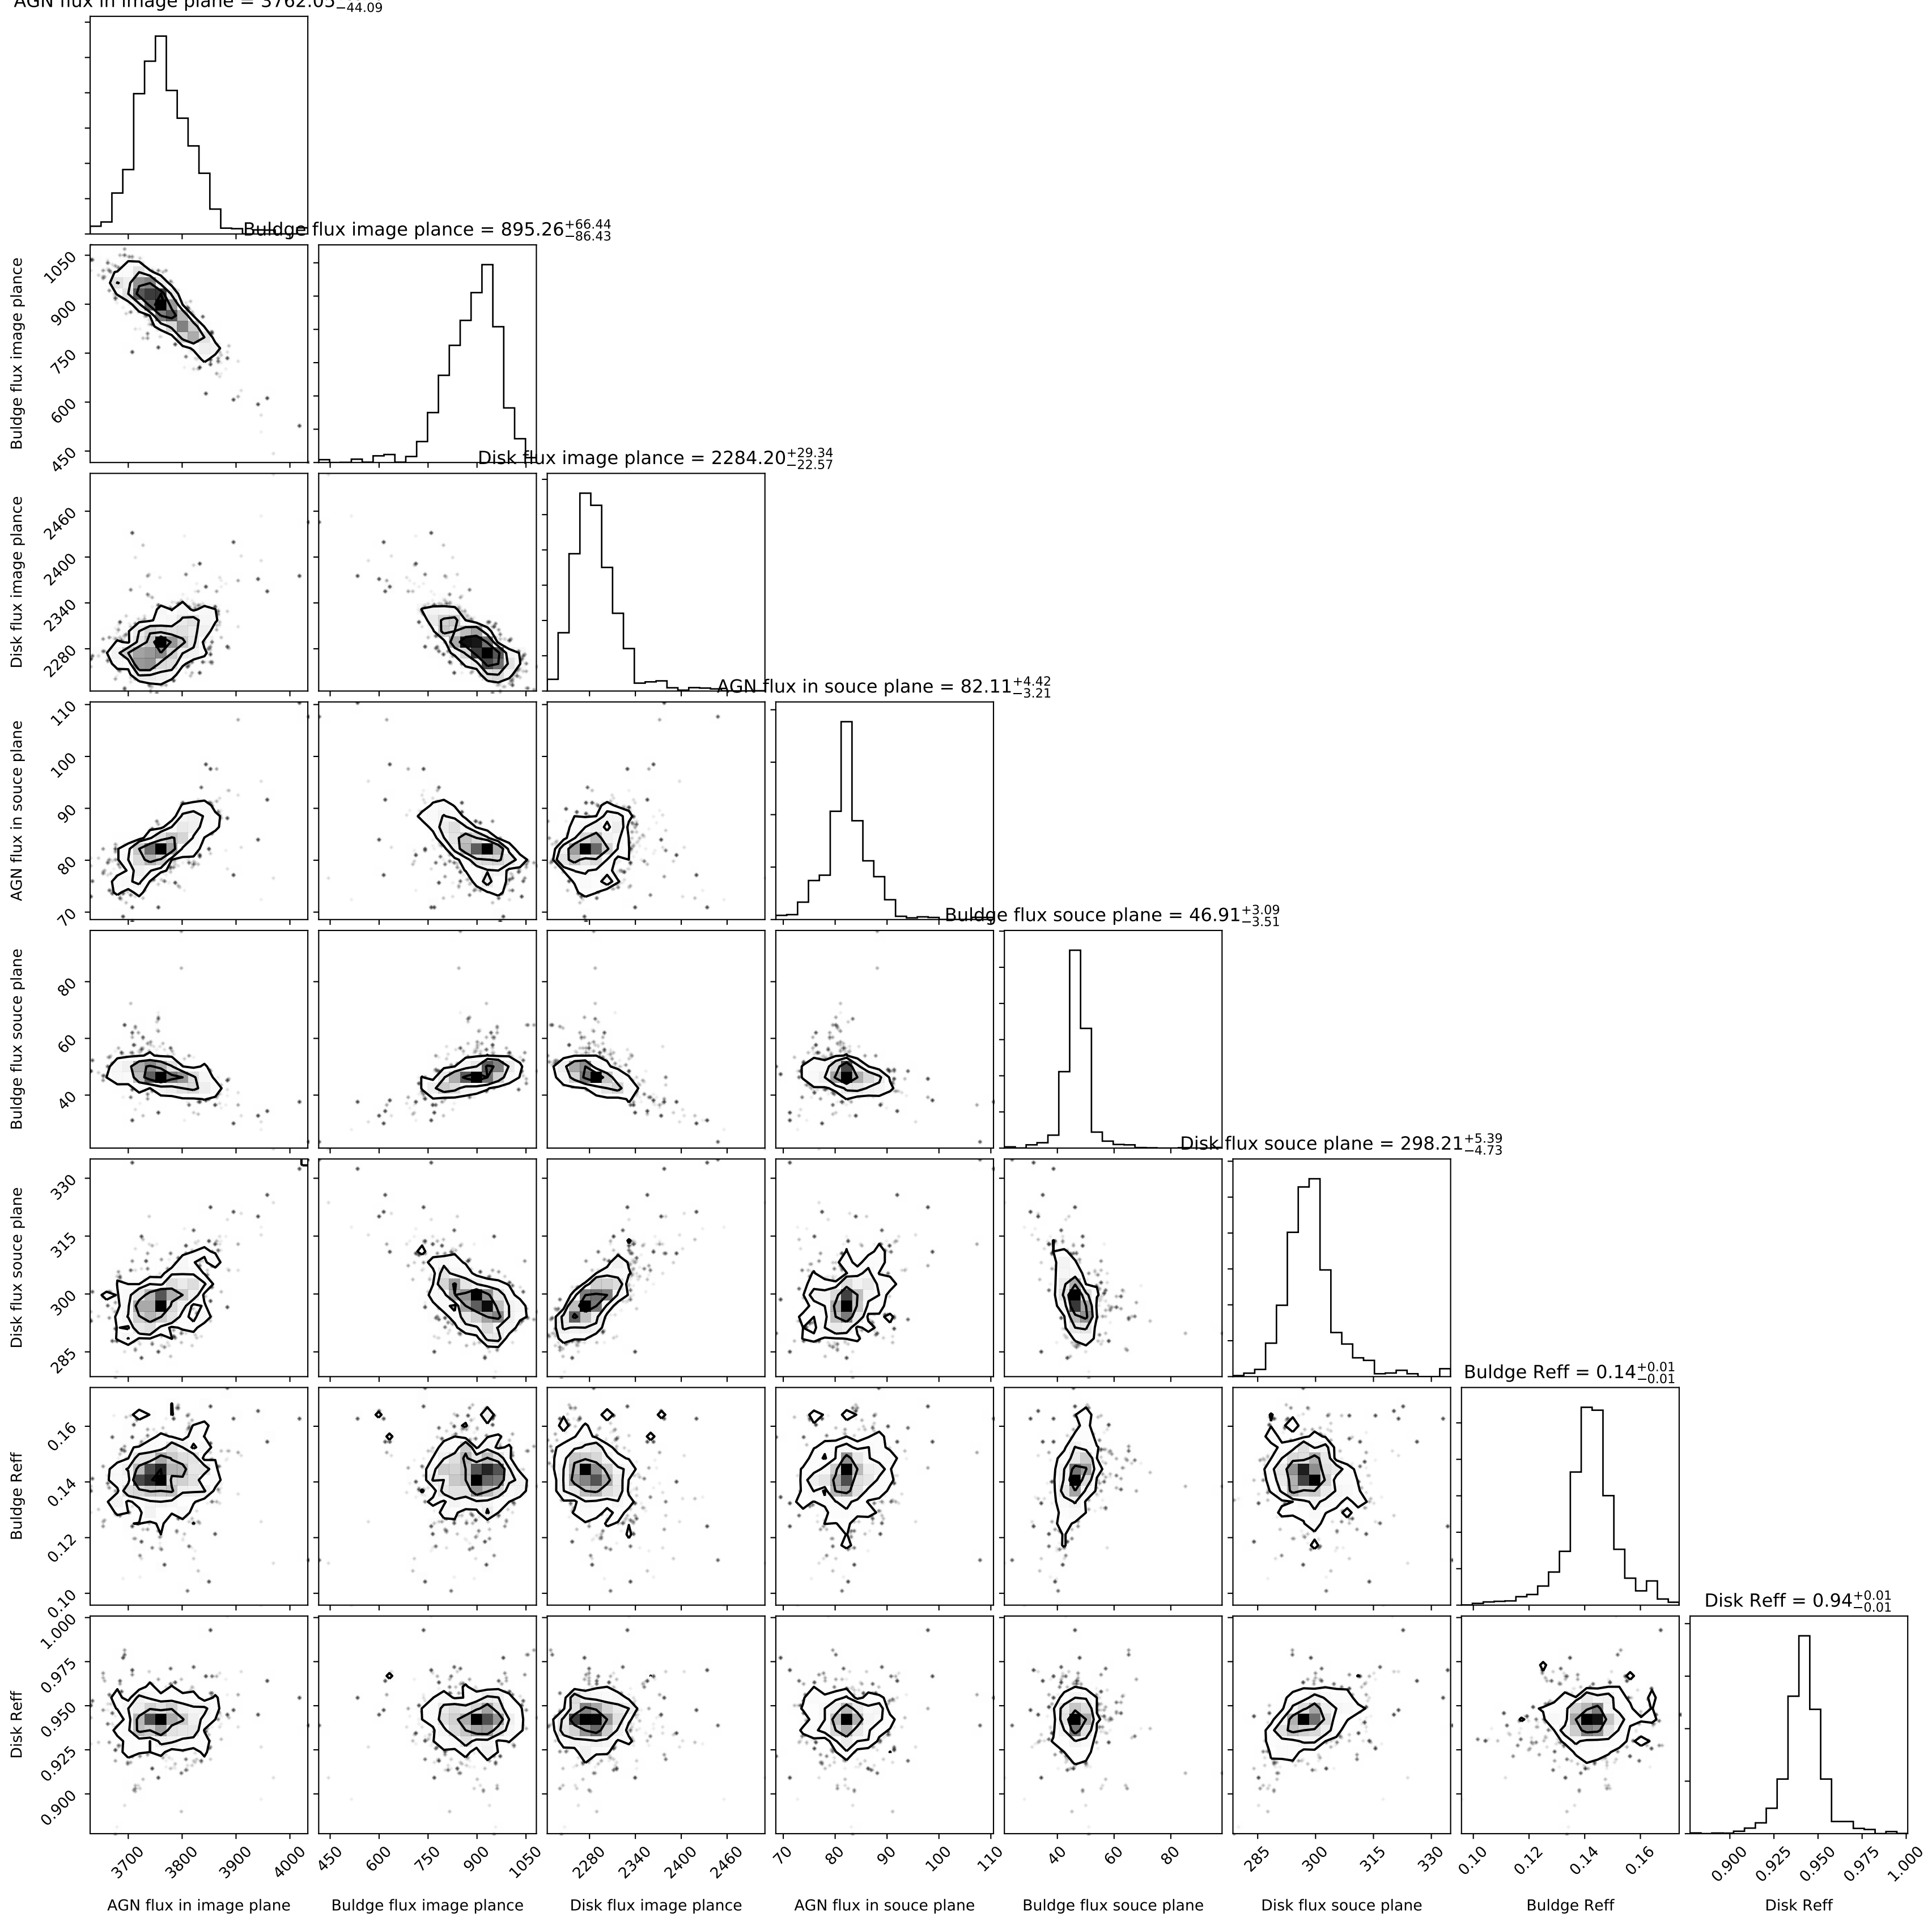 AGN flux in image plane = 3762.05 −44.09
Buldge flux image plance = 895.26 +66.44 −86.43
1050
900
750
600
450
Buldge flux image plance
Disk flux image plance = 2284.20 +29.34 −22.57
2460
2400
2340
2280
Disk flux image plance
AGN flux in souce plane = 82.11 +4.42 −3.21
110
100
90
80
70
AGN flux in souce plane
Buldge flux souce plane = 46.91 +3.09 −3.51
80
60
40
Buldge flux souce plane
Disk flux souce plane = 298.21 +5.39 −4.73
330
315
300
285
Disk flux souce plane
Buldge Reff = 0.14 +0.01 −0.01
0.16
0.14
0.12
0.10
Buldge Reff
Disk Reff = 0.94 +0.01 −0.01
1.000
0.975
0.950
0.925
0.900
Disk Reff
3700 3800 3900 4000 450 600 750 900 1050 2280 2340 2400 2460 70 80 90 100 110 40 60 80 285 300 315 330 0.10 0.12 0.14 0.16 0.900 0.925 0.950 0.975 1.000
AGN flux in image plane Buldge flux image plance Disk flux image plance AGN flux in souce plane Buldge flux souce plane Disk flux souce plane Buldge Reff Disk Reff